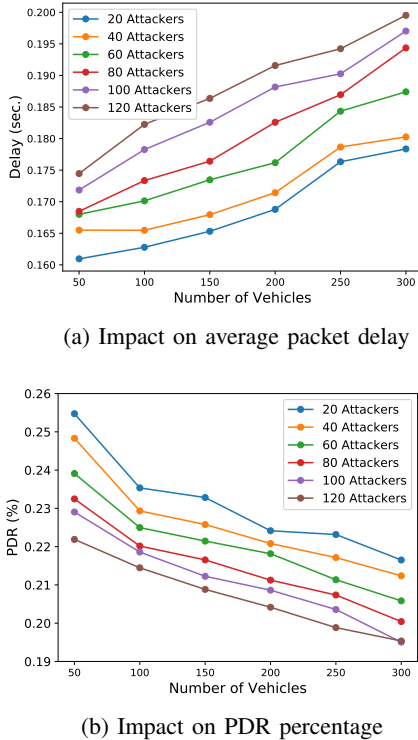 0.200
0.195
0.190
0.185
0.180
0.175
0.170
0.165
0.160
Delay (sec.)
20 Attackers
40 Attackers
60 Attackers
80 Attackers
100 Attackers
120 Attackers
50 100 150 200 250 300
Number of Vehicles
(a) Impact on average packet delay
0.26
0.25
0.24
0.23
0.22
0.21
0.20
0.19
PDR (%)
20 Attackers
40 Attackers
60 Attackers
80 Attackers
100 Attackers
120 Attackers
50 100 150 200 250 300
Number of Vehicles
(b) Impact on PDR percentage